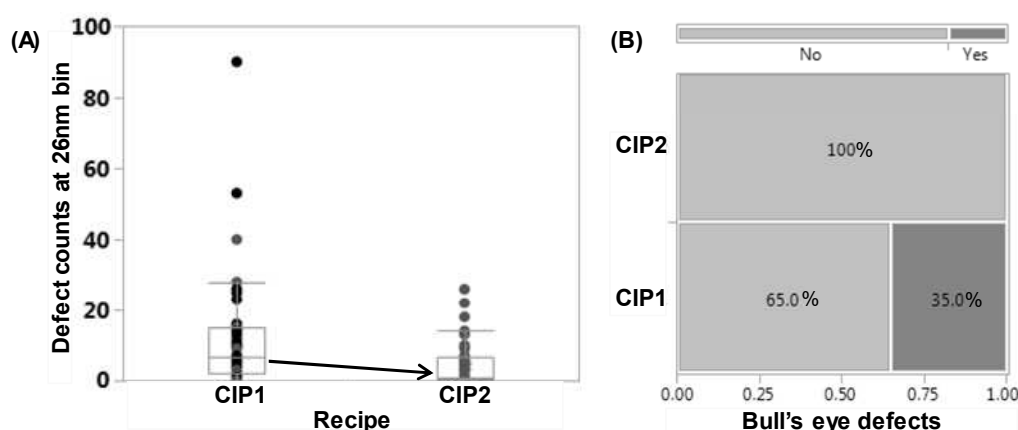 (A)
Defect counts at 26nm bin
100
80
60
40
20
0
CIP1 CIP2
Recipe
(B)
No Yes
CIP2
100%
CIP1
65.0% 35.0%
0.00 0.25 0.50 0.75 1.00
Bull's eye defects